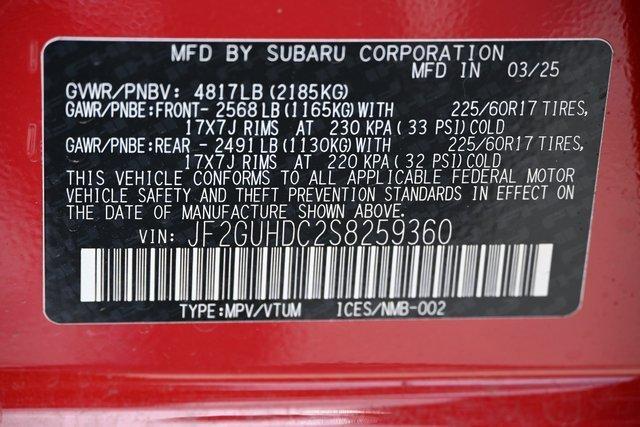 MFD BY SUBARU CORPORATION
MFD IN 03/25
GVWR/PNBV: 4817LB (2185KG)
GAWR/PNBE:FRONT- 2568 LB (1165KG) WITH 225/60R17 TIRES,
17X7J RIMS AT 230 KPA ( 33 PSI) COLD
GAWR/PNBE:REAR - 2491 LB (1130KG) WITH 225/60R17 TIRES,
17X7J RIMS AT 220 KPA ( 32 PSI) COLD
THIS VEHICLE CONFORMS TO ALL APPLICABLE FEDERAL MOTOR
VEHICLE SAFETY AND THEFT PREVENTION STANDARDS IN EFFECT ON
THE DATE OF MANUFACTURE SHOWN ABOVE.
VIN: JF2GUHDC2S8259360
TYPE:MPV/VTUM ICES/NMB-002